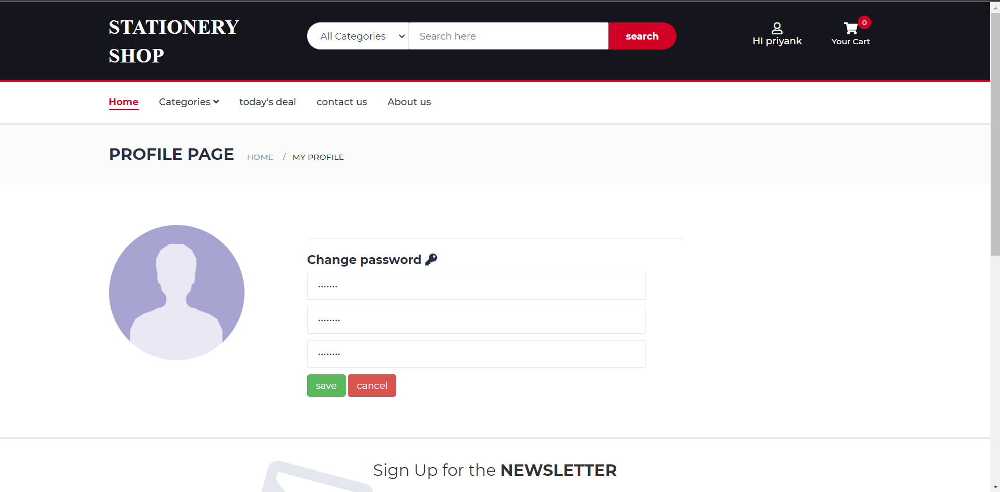 STATIONERY
SHOP
All Categories
Search here
search
HI priyank
0
Your Cart
Home
Categories
today's deal
contact us
About us
PROFILE PAGE
HOME / MY PROFILE
Change password
·······
········
········
save
cancel
Sign Up for the NEWSLETTER